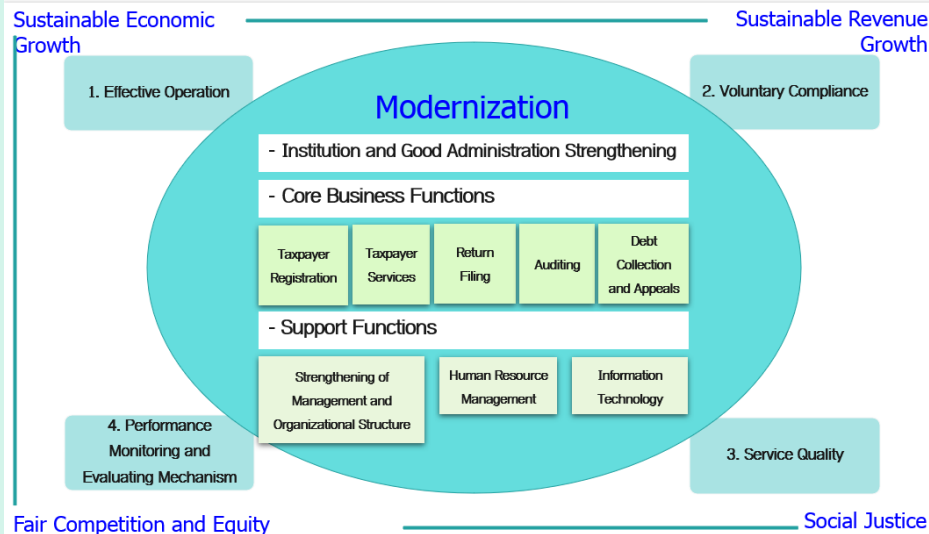 Sustainable Economic
Growth
Sustainable Revenue
Growth
1. Effective Operation
2. Voluntary Compliance
Modernization
- Institution and Good Administration Strengthening
- Core Business Functions
Taxpayer
Registration
Taxpayer
Services
Return
Filing
Auditing
Debt
Collection
and Appeals
- Support Functions
Strengthening of
Management and
Organizational Structure
Human Resource
Management
Information
Technology
4. Performance
Monitoring and
Evaluating Mechanism
3. Service Quality
Fair Competition and Equity
Social Justice